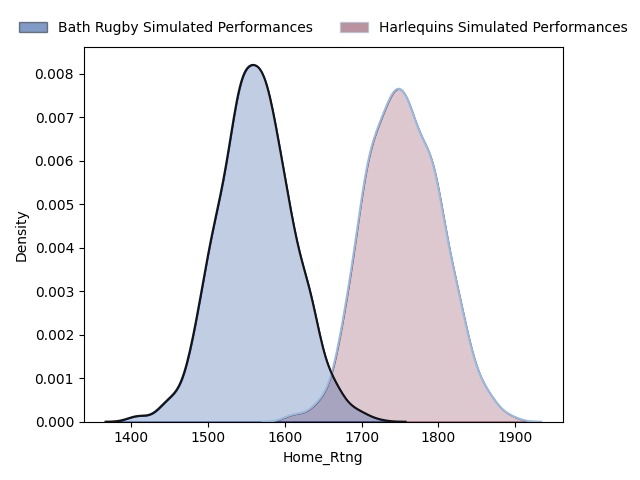 Bath Rugby Simulated Performances Harlequins Simulated Performances
0.008
0.007
0.006
0.005
0.004
0.003
0.002
0.001
0.000
Density
1400 1500 1600 1700 1800 1900
Home_Rtng